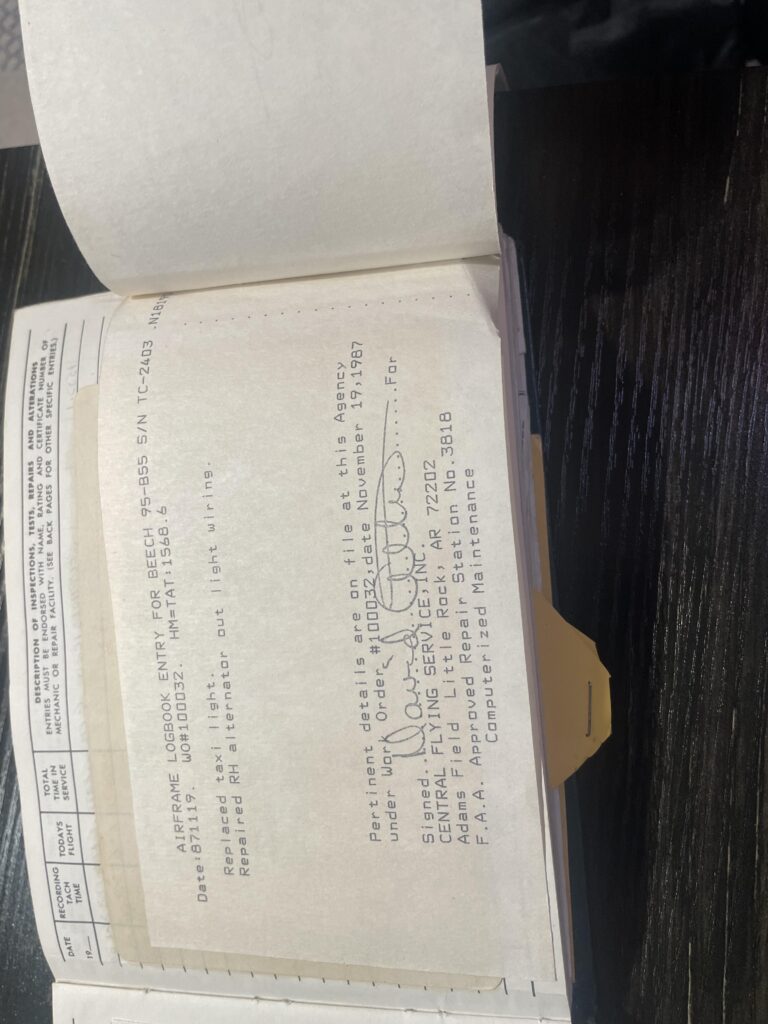 DATE
RECORDING TACH TIME
TODAYS FLIGHT
TOTAL TIME IN SERVICE
DESCRIPTION OF INSPECTIONS, TESTS, REPAIRS AND ALTERATIONS
ENTRIES MUST BE ENDORSED WITH NAME, RATING AND CERTIFICATE NUMBER OF
MECHANIC OR REPAIR FACILITY. (SEE BACK PAGES FOR OTHER SPECIFIC ENTRIES.)
19
AIRFRAME LOGBOOK ENTRY FOR BEECH 95-B55 S/N TC-2403
Date:871119. WO#100032. HM=TAT:1568.6
Replaced taxi light.
Repaired RH alternator out light wiring.
Pertinent details are on file at this Agency
under Work Order #100032,date November 19,1987
Signed.. David ......For
CENTRAL FLYING SERVICE,INC.
Adams Field Little Rock, AR 72202
F.A.A. Approved Repair Station No.3818
Computerized Maintenance